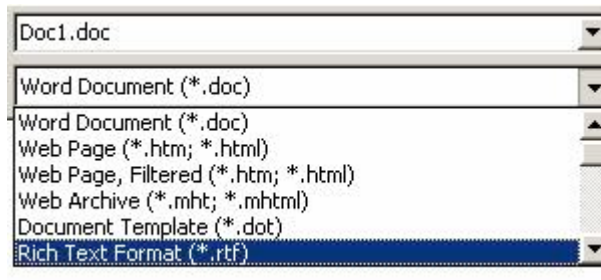 Doc1.doc
Word Document (*.doc)
Word Document (*.doc)
Web Page (*.htm; *.html)
Web Page, Filtered (*.htm; *.html)
Web Archive (*.mht; *.mhtml)
Document Template (*.dot)
Rich Text Format (*.rtf)